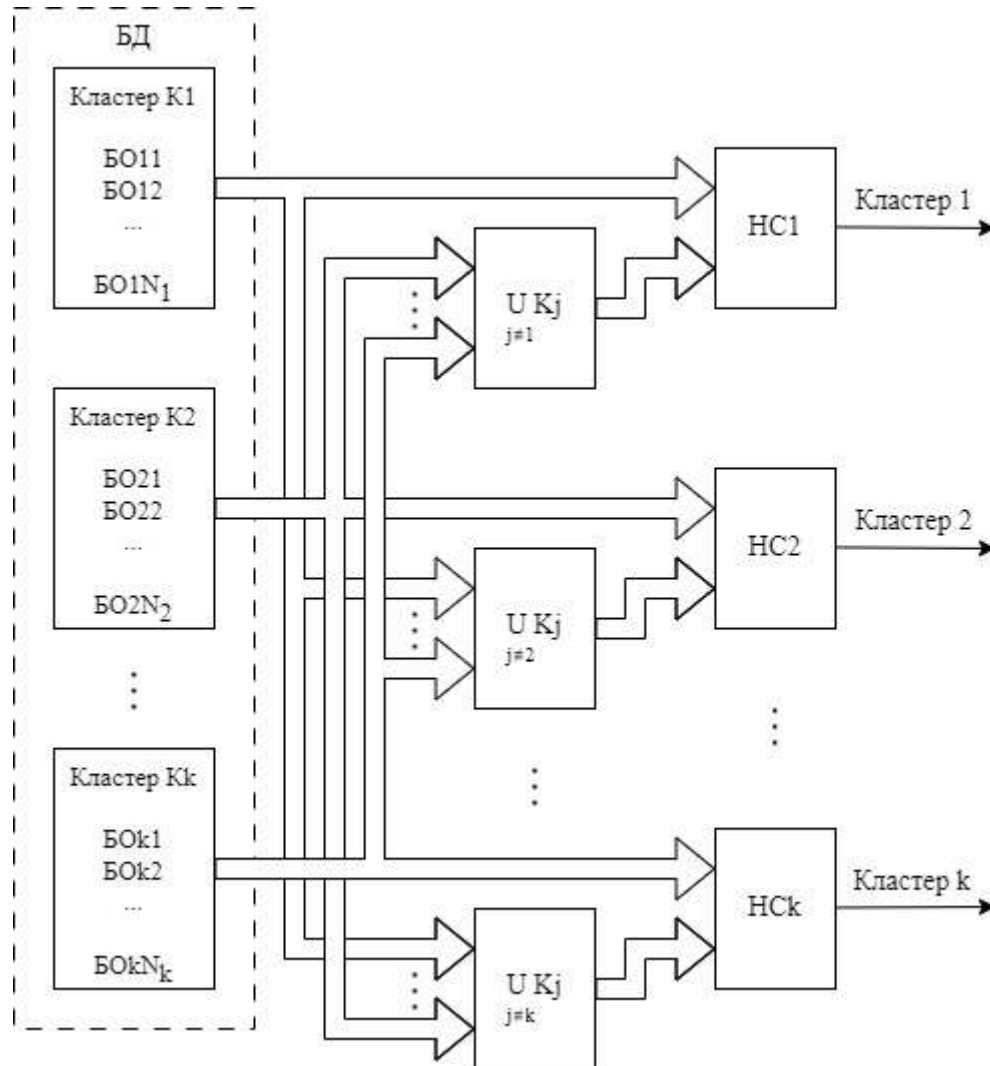 БД
Кластер К1
БО11
БО12
...
БО1N1
НС1
Кластер 1
U Kj
j≠1
Кластер К2
БО21
БО22
...
БО2N2
НС2
Кластер 2
U Kj
j≠2
Кластер Кk
БОk1
БОk2
...
БОkNk
НСk
Кластер k
U Kj
j≠k